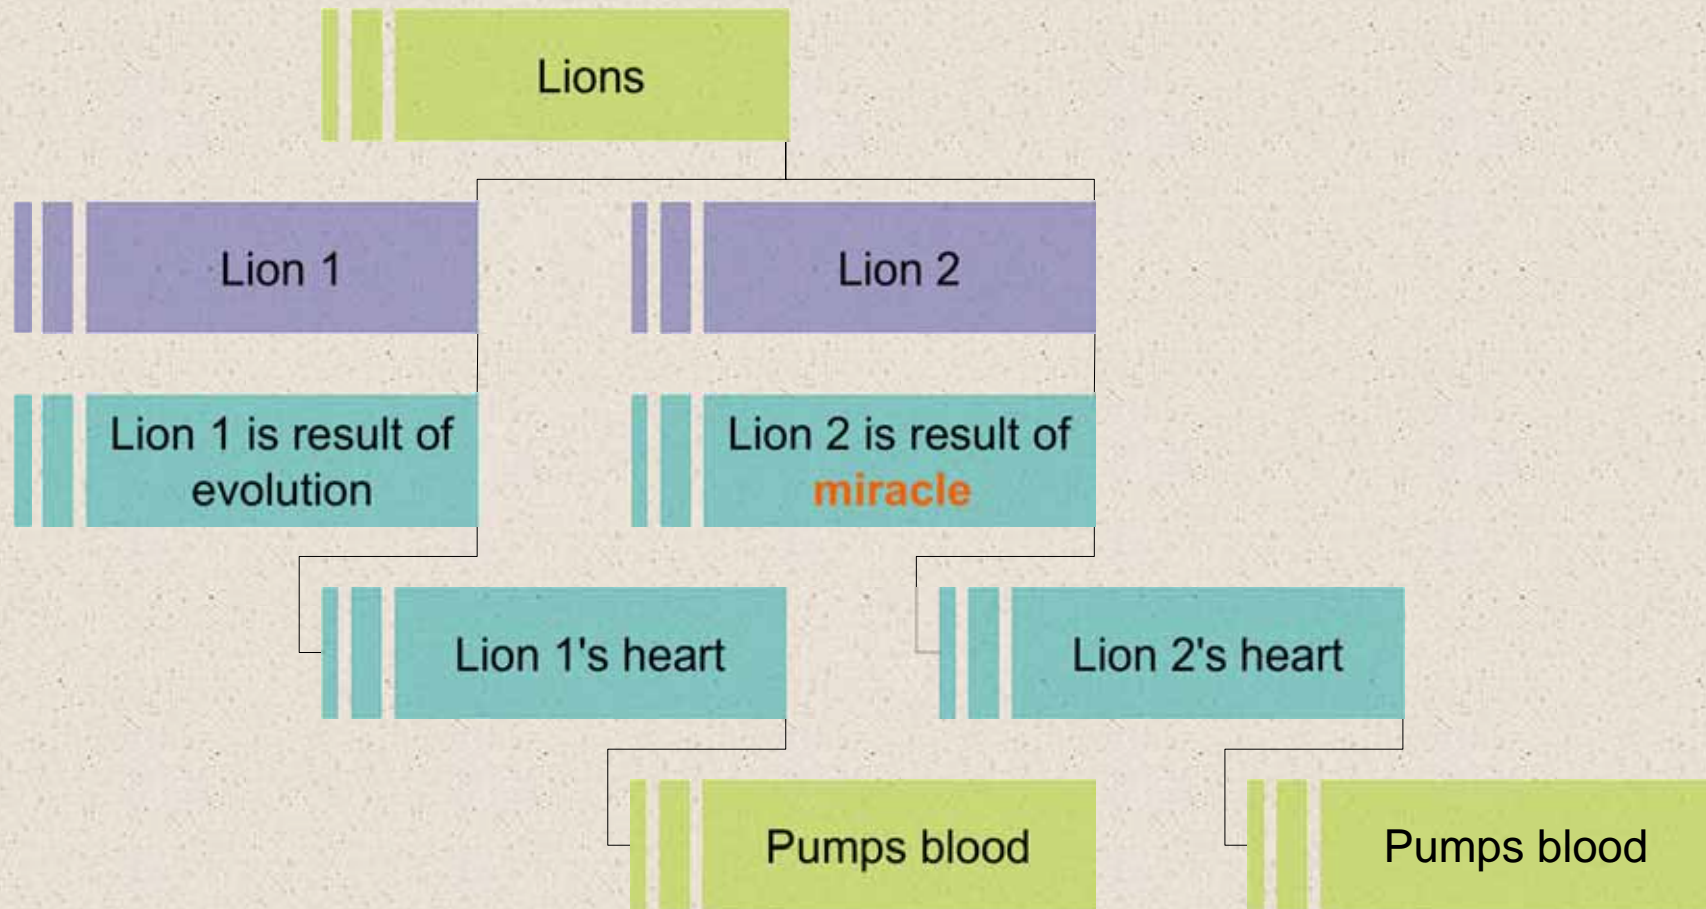 Lions
Lion 1
Lion 2
Lion 1 is result of
evolution
Lion 2 is result of
miracle
Lion 1's heart
Lion 2's heart
Pumps blood
Pumps blood